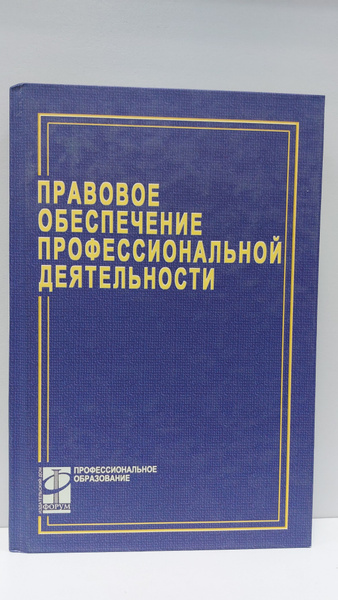 ПРАВОВОЕ
ОБЕСПЕЧЕНИЕ
ПРОФЕССИОНАЛЬНОЙ
ДЕЯТЕЛЬНОСТИ
ИЗДАТЕЛЬСКИЙ ДОМ
ФОРУМ
ПРОФЕССИОНАЛЬНОЕ
ОБРАЗОВАНИЕ